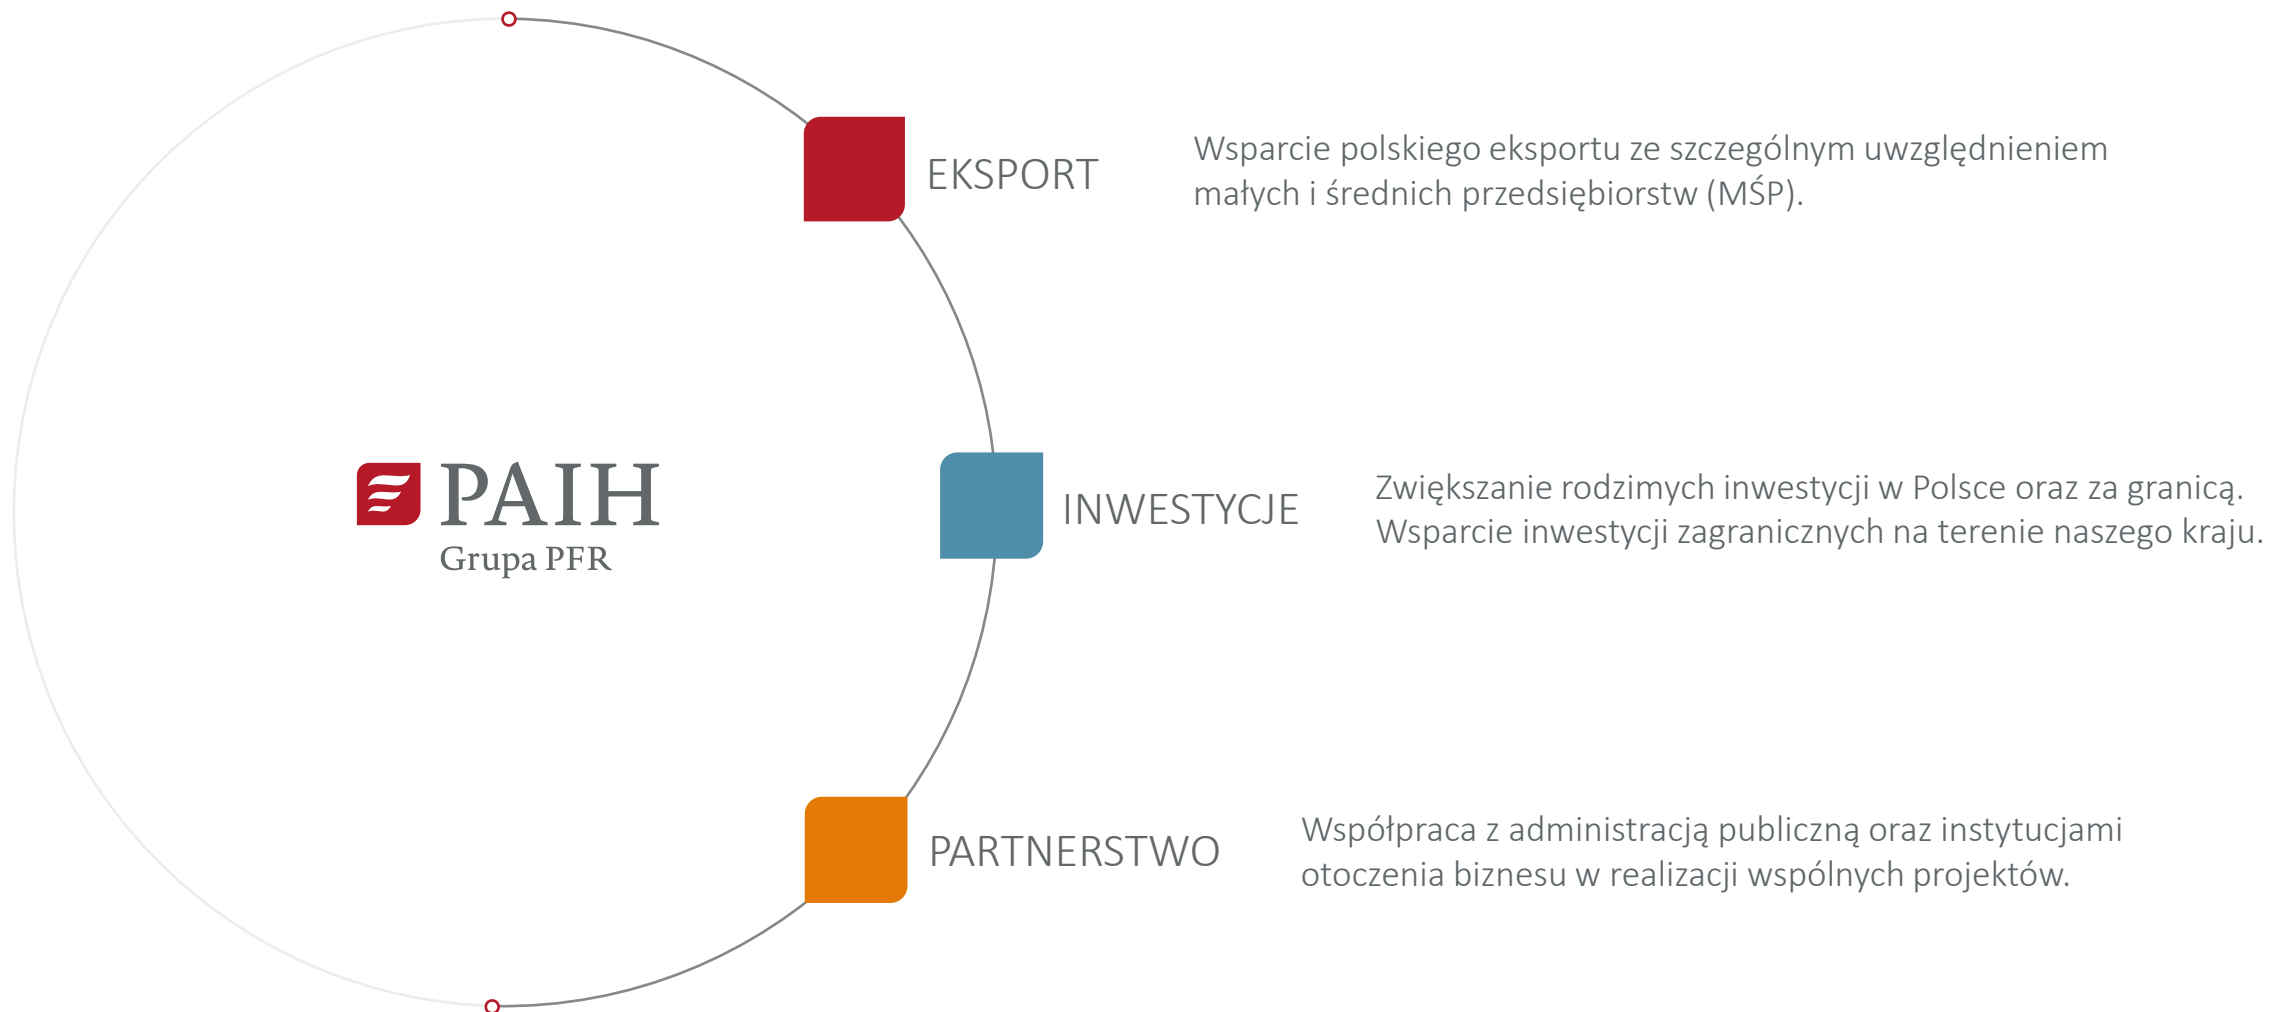 EKSPORT
Wsparcie polskiego eksportu ze szczególnym uwzględnieniem
małych i średnich przedsiębiorstw (MŚP).
PAIH
Grupa PFR
INWESTYCJE
Zwiększanie rodzimych inwestycji w Polsce oraz za granicą.
Wsparcie inwestycji zagranicznych na terenie naszego kraju.
PARTNERSTWO
Współpraca z administracją publiczną oraz instytucjami
otoczenia biznesu w realizacji wspólnych projektów.